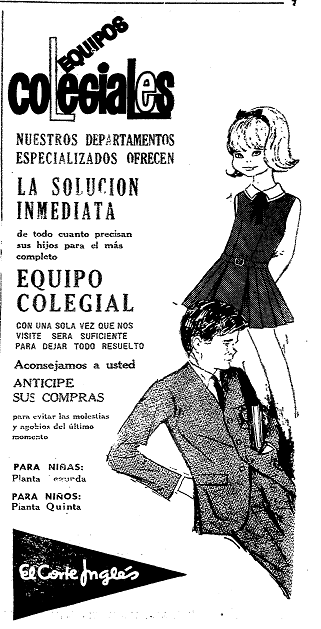 7
EQUIPOS
colegiales
NUESTROS DEPARTAMENTOS
ESPECIALIZADOS OFRECEN
LA SOLUCION
INMEDIATA
de todo cuanto precisan
sus hijos para el más
completo
EQUIPO
COLEGIAL
CON UNA SOLA VEZ QUE NOS
VISITE SERA SUFICIENTE
PARA DEJAR TODO RESUELTO
Aconsejamos a usted
ANTICIPE
SUS COMPRAS
para evitar las molestias
y agobios del último
momento
PARA NIÑAS:
Planta
PARA NIÑOS:
Planta Quinta
El Corte Inglés